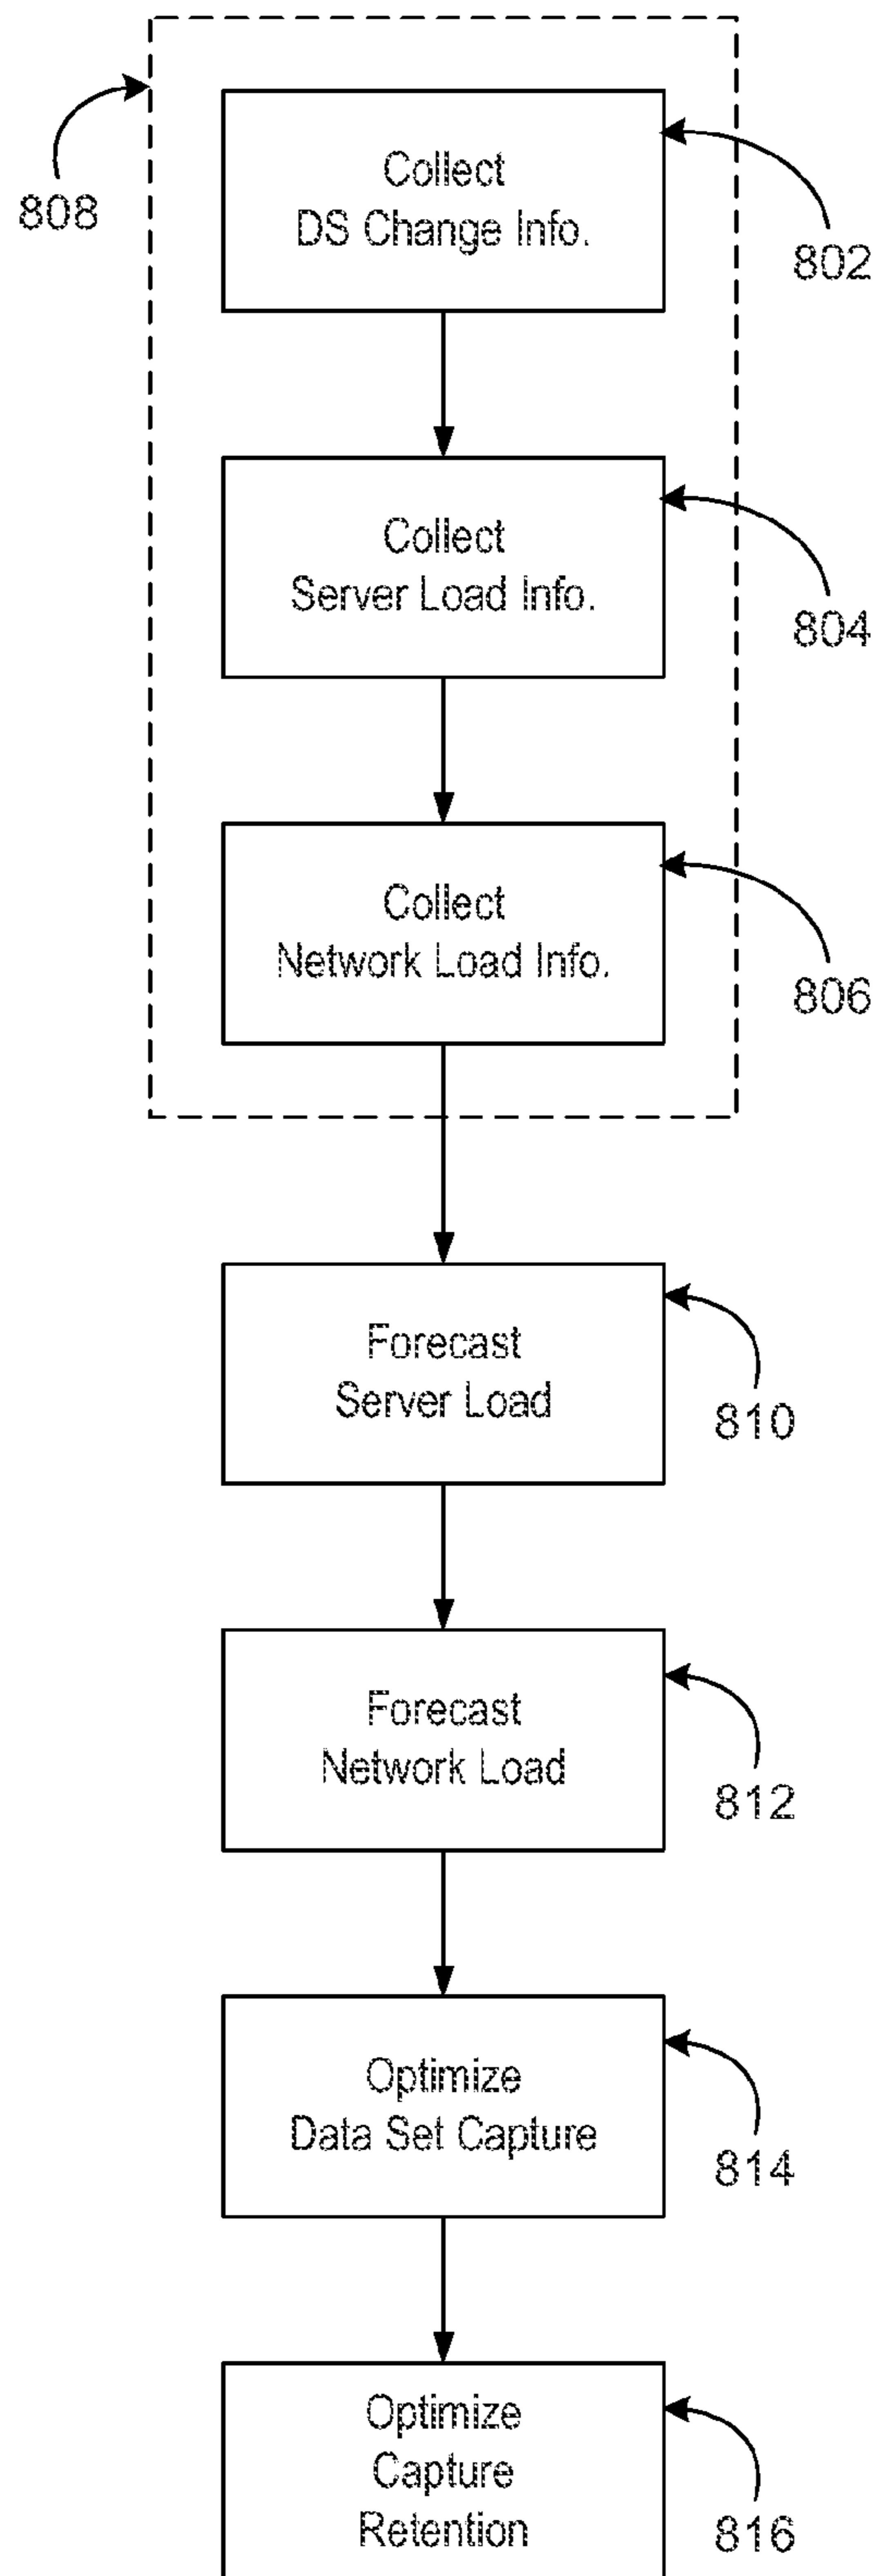 808
Collect
DS Change Info.
802
Collect
Server Load Info.
804
Collect
Network Load Info.
806
Forecast
Server Load
810
Forecast
Network Load
812
Optimize
Data Set Capture
814
Optimize
Capture
Retention
816